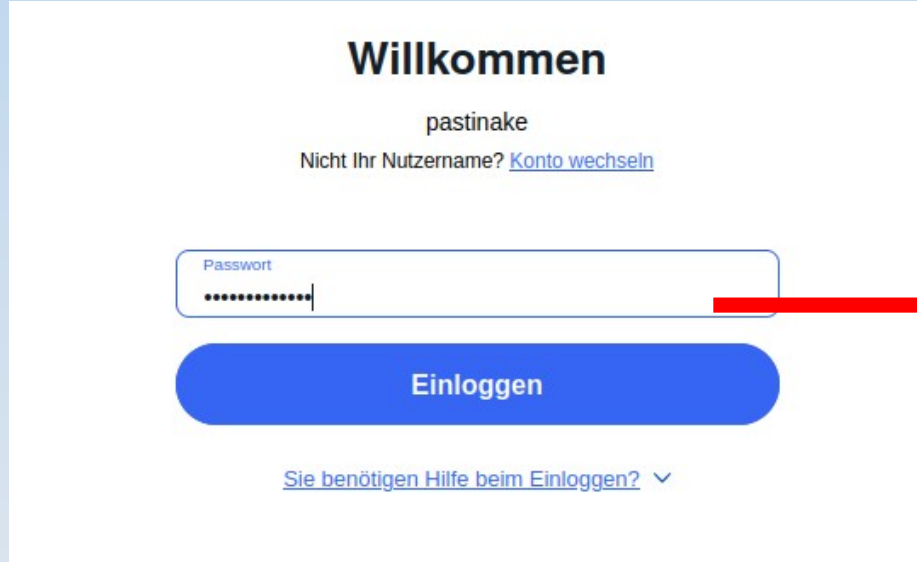 Willkommen
pastinake
Nicht Ihr Nutzername? Konto wechseln
Passwort
•••••••••••••
Einloggen
Sie benötigen Hilfe beim Einloggen?